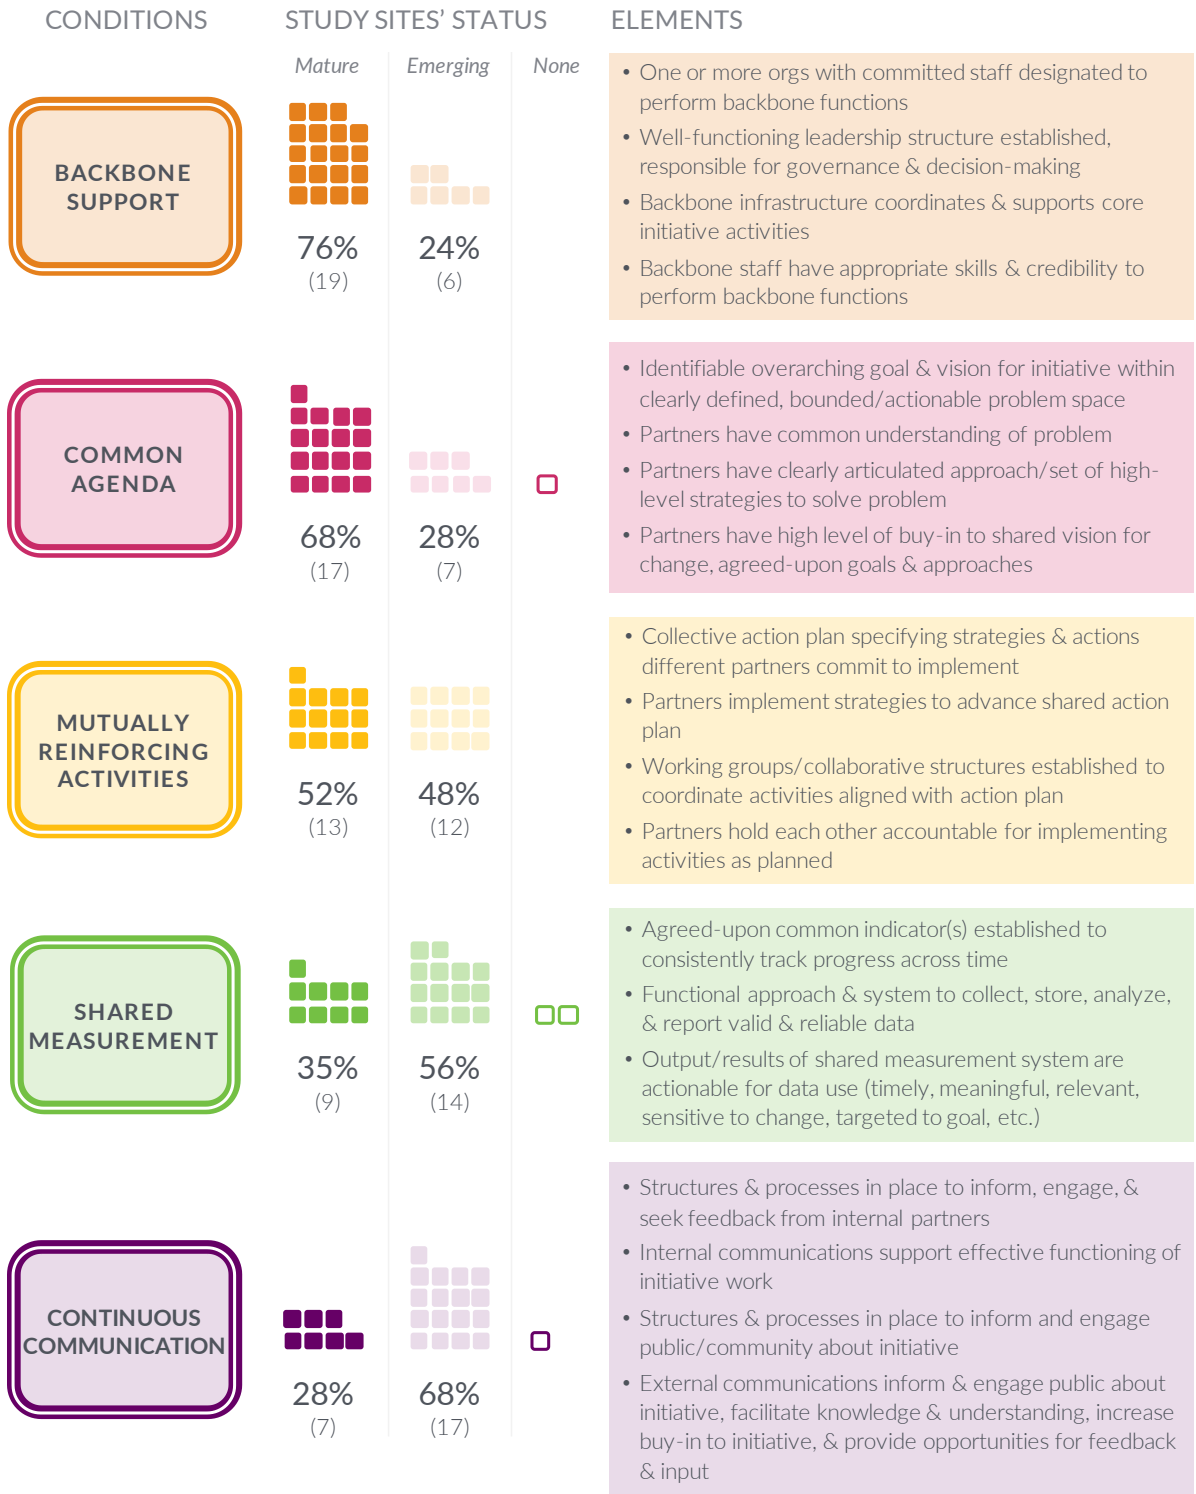 CONDITIONS
STUDY SITES’ STATUS
ELEMENTS
Mature
Emerging
None
BACKBONE
SUPPORT
76%
(19)
24%
(6)
• One or more orgs with committed staff designated to
perform backbone functions
• Well-functioning leadership structure established,
responsible for governance & decision-making
• Backbone infrastructure coordinates & supports core
initiative activities
• Backbone staff have appropriate skills & credibility to
perform backbone functions
COMMON
AGENDA
68%
(17)
28%
(7)
• Identifiable overarching goal & vision for initiative within
clearly defined, bounded/actionable problem space
• Partners have common understanding of problem
• Partners have clearly articulated approach/set of high-
level strategies to solve problem
• Partners have high level of buy-in to shared vision for
change, agreed-upon goals & approaches
MUTUALLY
REINFORCING
ACTIVITIES
52%
(13)
48%
(12)
• Collective action plan specifying strategies & actions
different partners commit to implement
• Partners implement strategies to advance shared action
plan
• Working groups/collaborative structures established to
coordinate activities aligned with action plan
• Partners hold each other accountable for implementing
activities as planned
SHARED
MEASUREMENT
35%
(9)
56%
(14)
• Agreed-upon common indicator(s) established to
consistently track progress across time
• Functional approach & system to collect, store, analyze,
& report valid & reliable data
• Output/results of shared measurement system are
actionable for data use (timely, meaningful, relevant,
sensitive to change, targeted to goal, etc.)
CONTINUOUS
COMMUNICATION
28%
(7)
68%
(17)
• Structures & processes in place to inform, engage, &
seek feedback from internal partners
• Internal communications support effective functioning of
initiative work
• Structures & processes in place to inform and engage
public/community about initiative
• External communications inform & engage public about
initiative, facilitate knowledge & understanding, increase
buy-in to initiative, & provide opportunities for feedback
& input